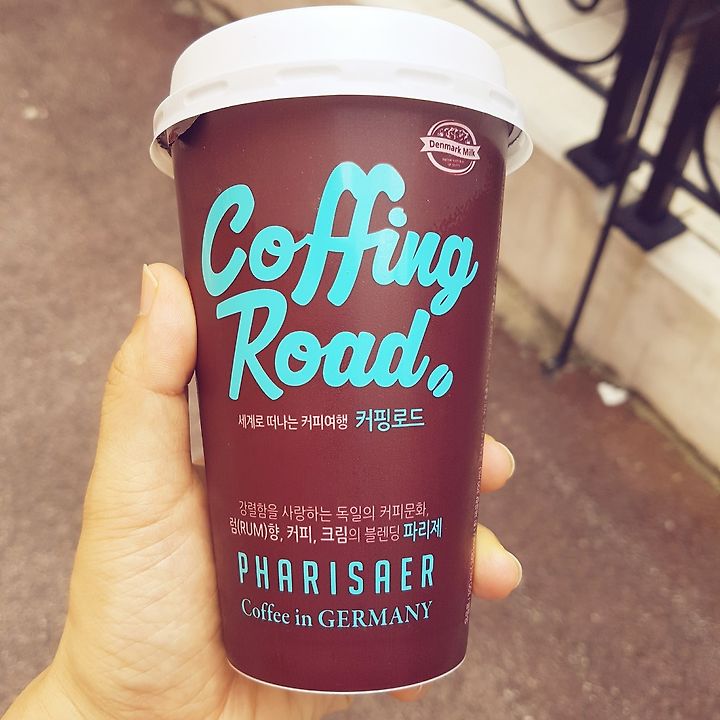 Denmark Milk
Coffing
Road
세계로 떠나는 커피여행 커핑로드
강렬함을 사랑하는 독일의 커피문화,
럼(RUM)향, 커피, 크림의 블렌딩 파리제
PHARISAER
Coffee in GERMANY